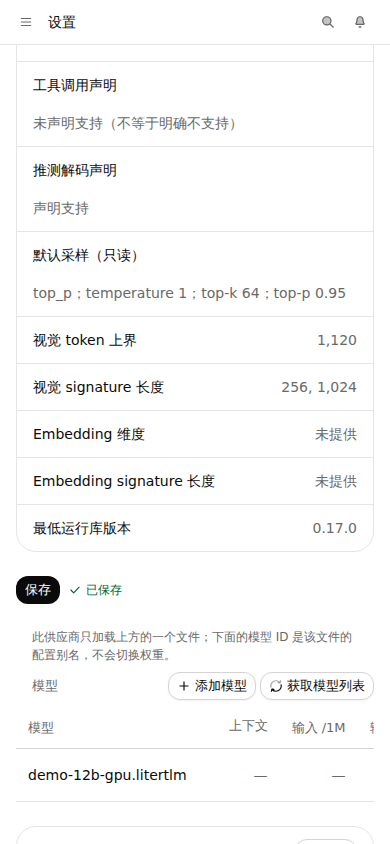 设置
工具调用声明
未声明支持（不等于明确不支持）
推测解码声明
声明支持
默认采样（只读）
top_p；temperature 1；top-k 64；top-p 0.95
视觉 token 上界 1,120
视觉 signature 长度 256, 1,024
Embedding 维度 未提供
Embedding signature 长度 未提供
最低运行库版本 0.17.0
保存 已保存
此供应商只加载上方的一个文件；下面的模型 ID 是该文件的
配置别名，不会切换权重。
模型 添加模型 获取模型列表
模型 上下文 输入 /1M
demo-12b-gpu.litertlm — —